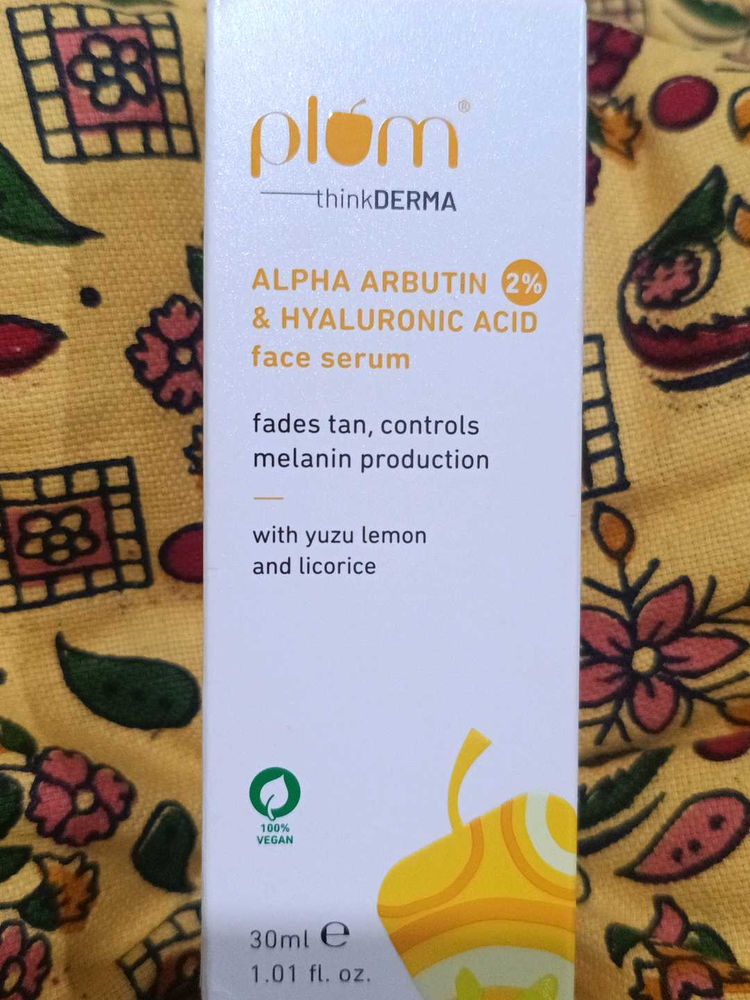 plum®
thinkDERMA
ALPHA ARBUTIN 2%
& HYALURONIC ACID
face serum
fades tan, controls
melanin production
with yuzu lemon
and licorice
100%
VEGAN
30ml ℮
1.01 fl. oz.